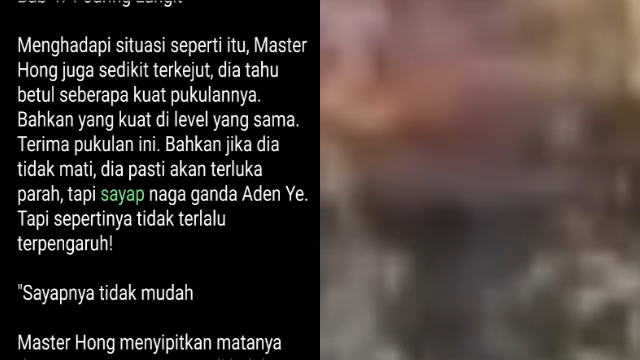 Menghadapi situasi seperti itu, Master
Hong juga sedikit terkejut, dia tahu
betul seberapa kuat pukulannya.
Bahkan yang kuat di level yang sama.
Terima pukulan ini. Bahkan jika dia
tidak mati, dia pasti akan terluka
parah, tapi sayap naga ganda Aden Ye.
Tapi sepertinya tidak terlalu
terpengaruh!
"Sayapnya tidak mudah
Master Hong menyipitkan matanya